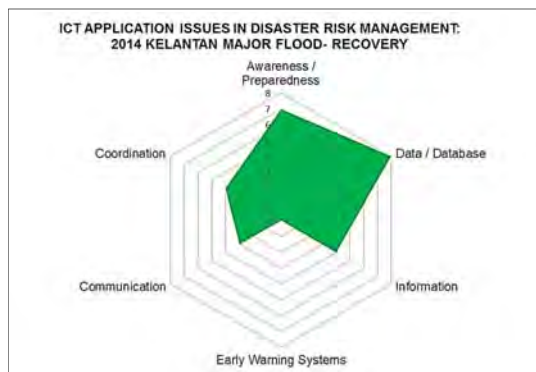 ICT APPLICATION ISSUES IN DISASTER RISK MANAGEMENT:
2014 KELANTAN MAJOR FLOOD- RECOVERY
Awareness /
Preparedness
8
7
6
Coordination
Data / Database
Communication
Information
Early Warning Systems